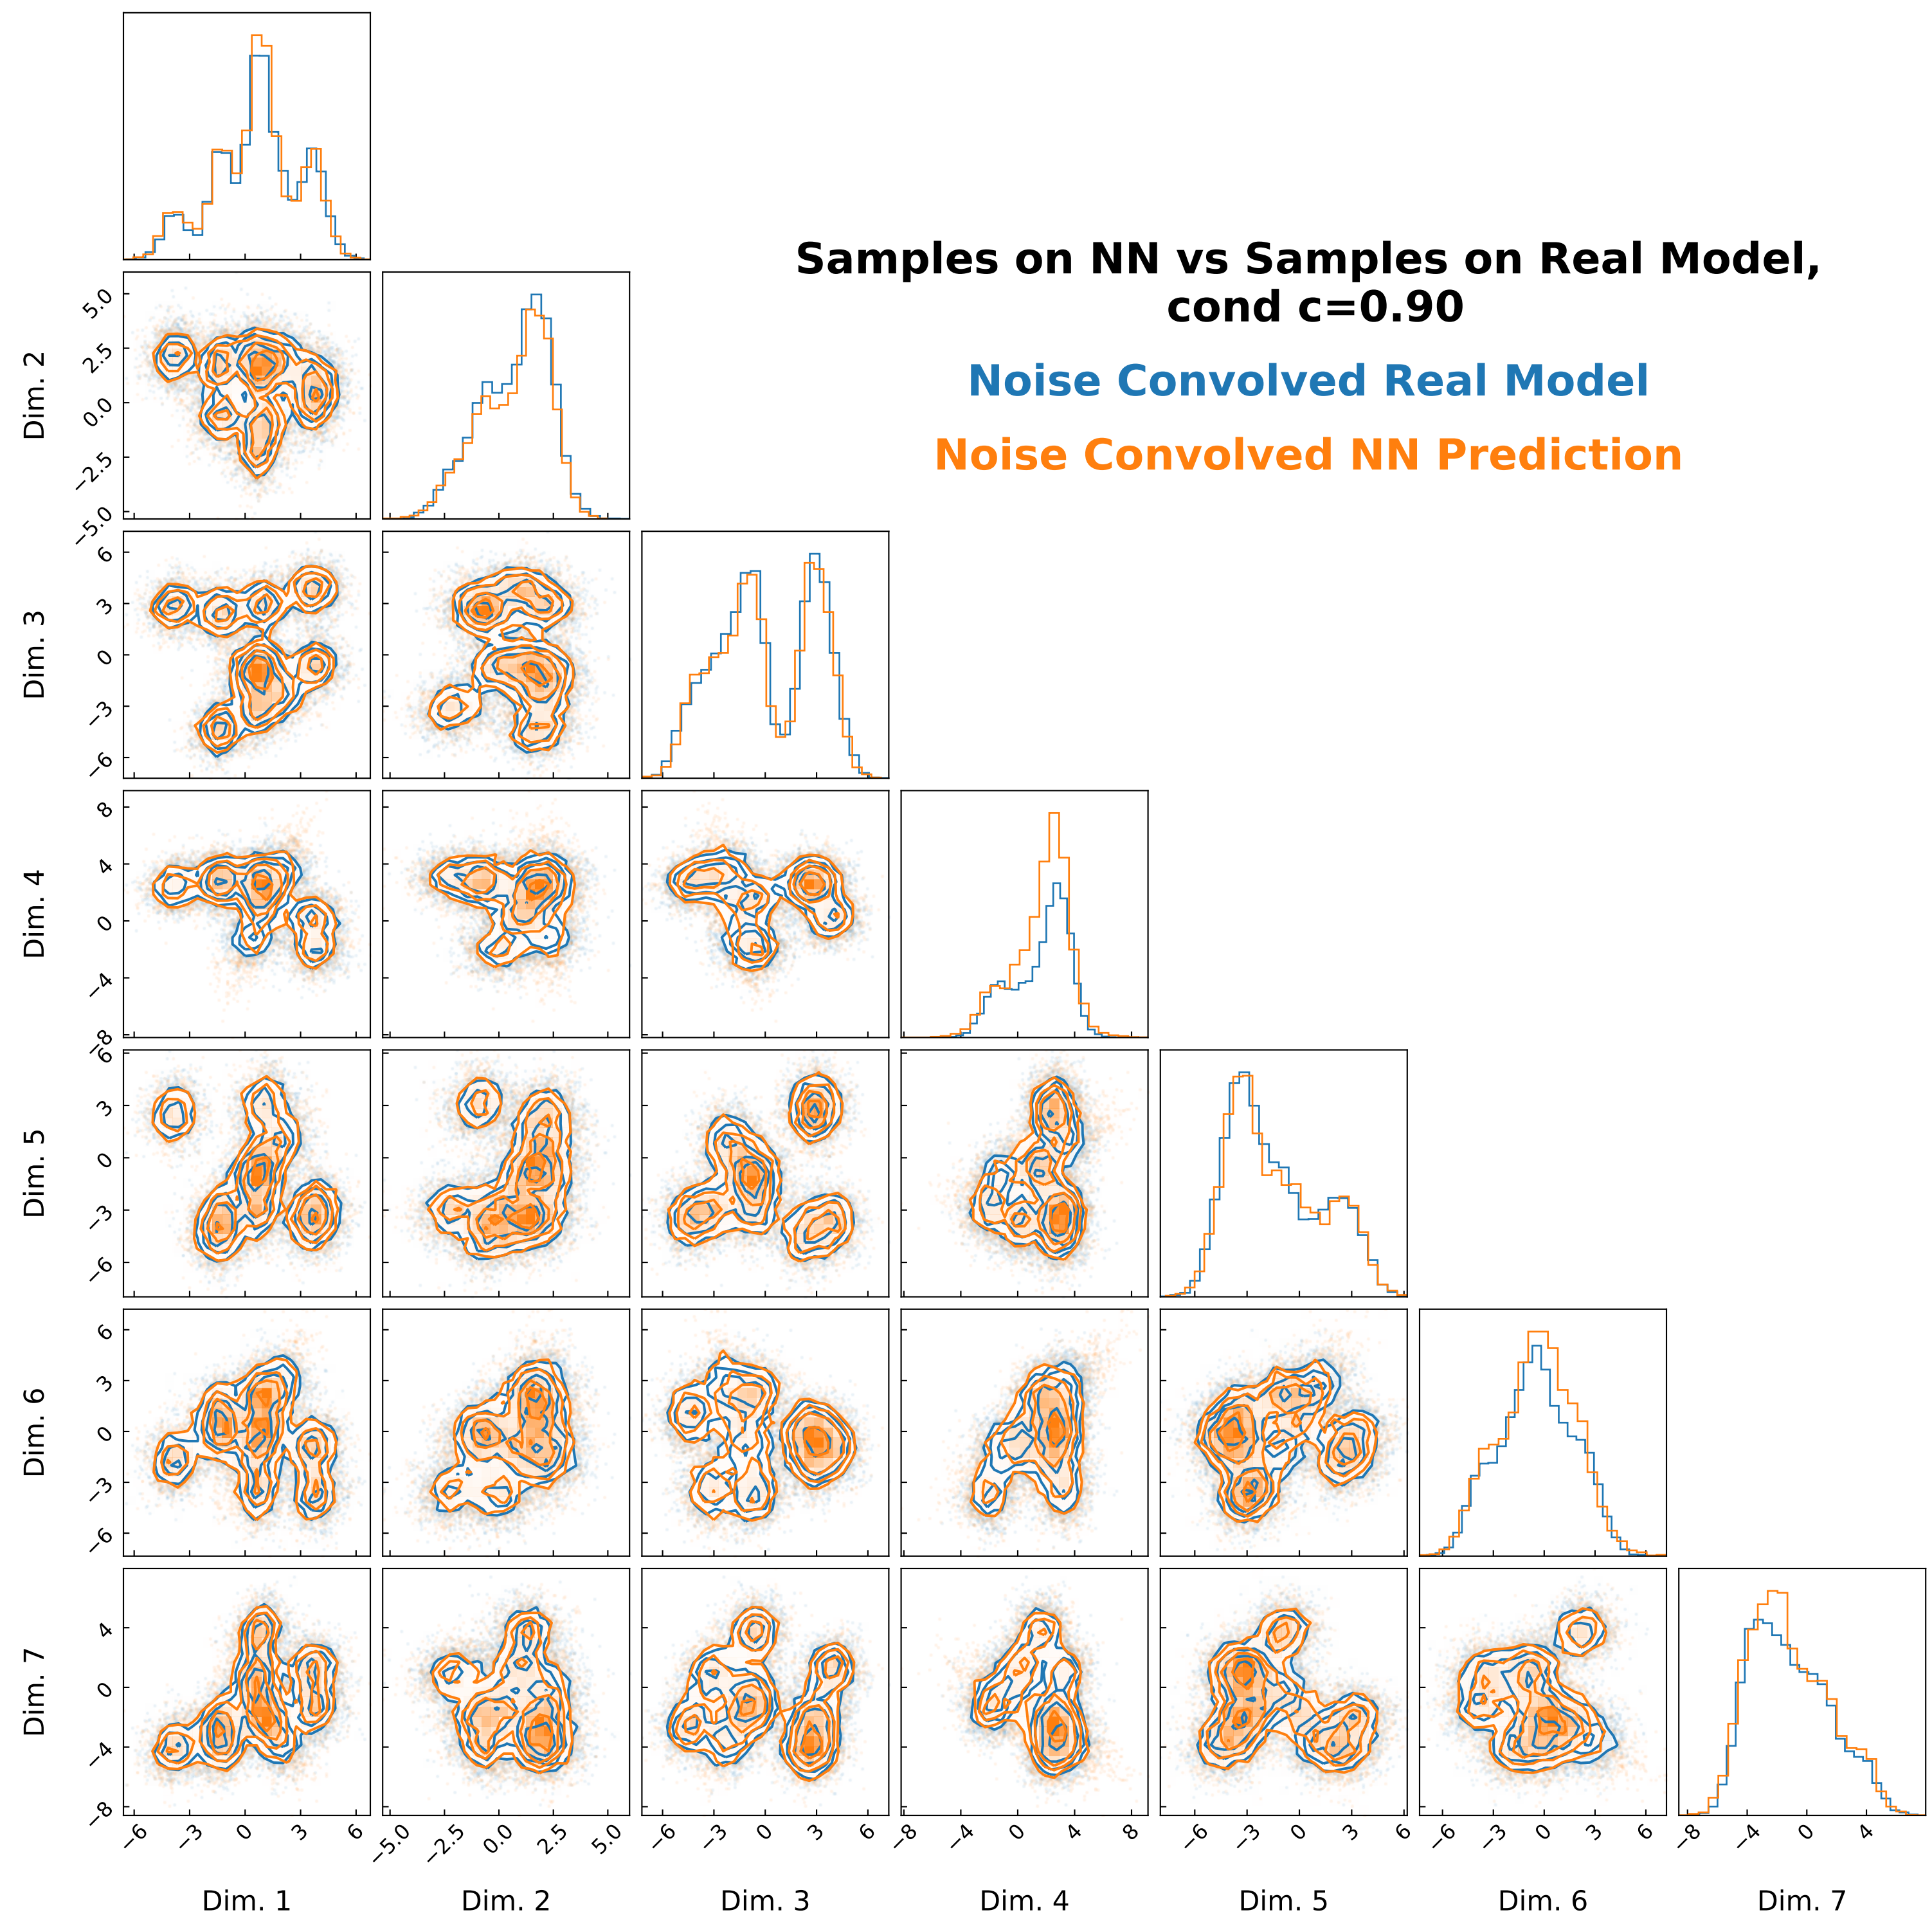 Samples on NN vs Samples on Real Model,
cond c=0.90
Noise Convolved Real Model
Noise Convolved NN Prediction
5.0
2.5
0.0
−2.5
−5.0
Dim. 2
6
3
0
−3
−6
Dim. 3
8
4
0
−4
−8
Dim. 4
6
3
0
−3
−6
Dim. 5
6
3
0
−3
−6
Dim. 6
4
0
−4
−8
Dim. 7
−6 −3 0 3 6
−5.0 −2.5 0.0 2.5 5.0
−6 −3 0 3 6
−8 −4 0 4 8
−6 −3 0 3 6
−6 −3 0 3 6
−8 −4 0 4
Dim. 1 Dim. 2 Dim. 3 Dim. 4 Dim. 5 Dim. 6 Dim. 7